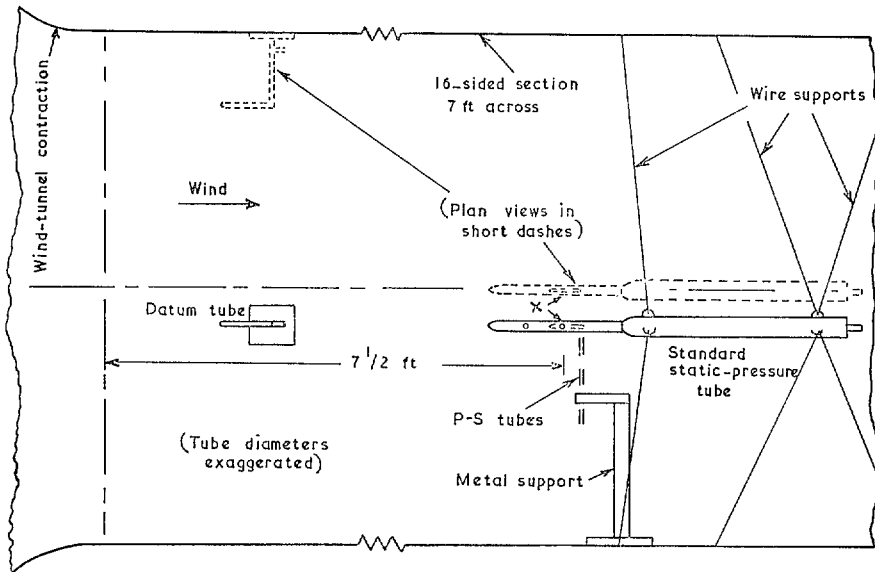 Wind-tunnel contraction
16-sided section
7 ft across
Wire supports
Wind
(Plan views in
short dashes)
Datum tube
x
7 1/2 ft
Standard
static-pressure
tube
P-S tubes
(Tube diameters
exaggerated)
Metal support